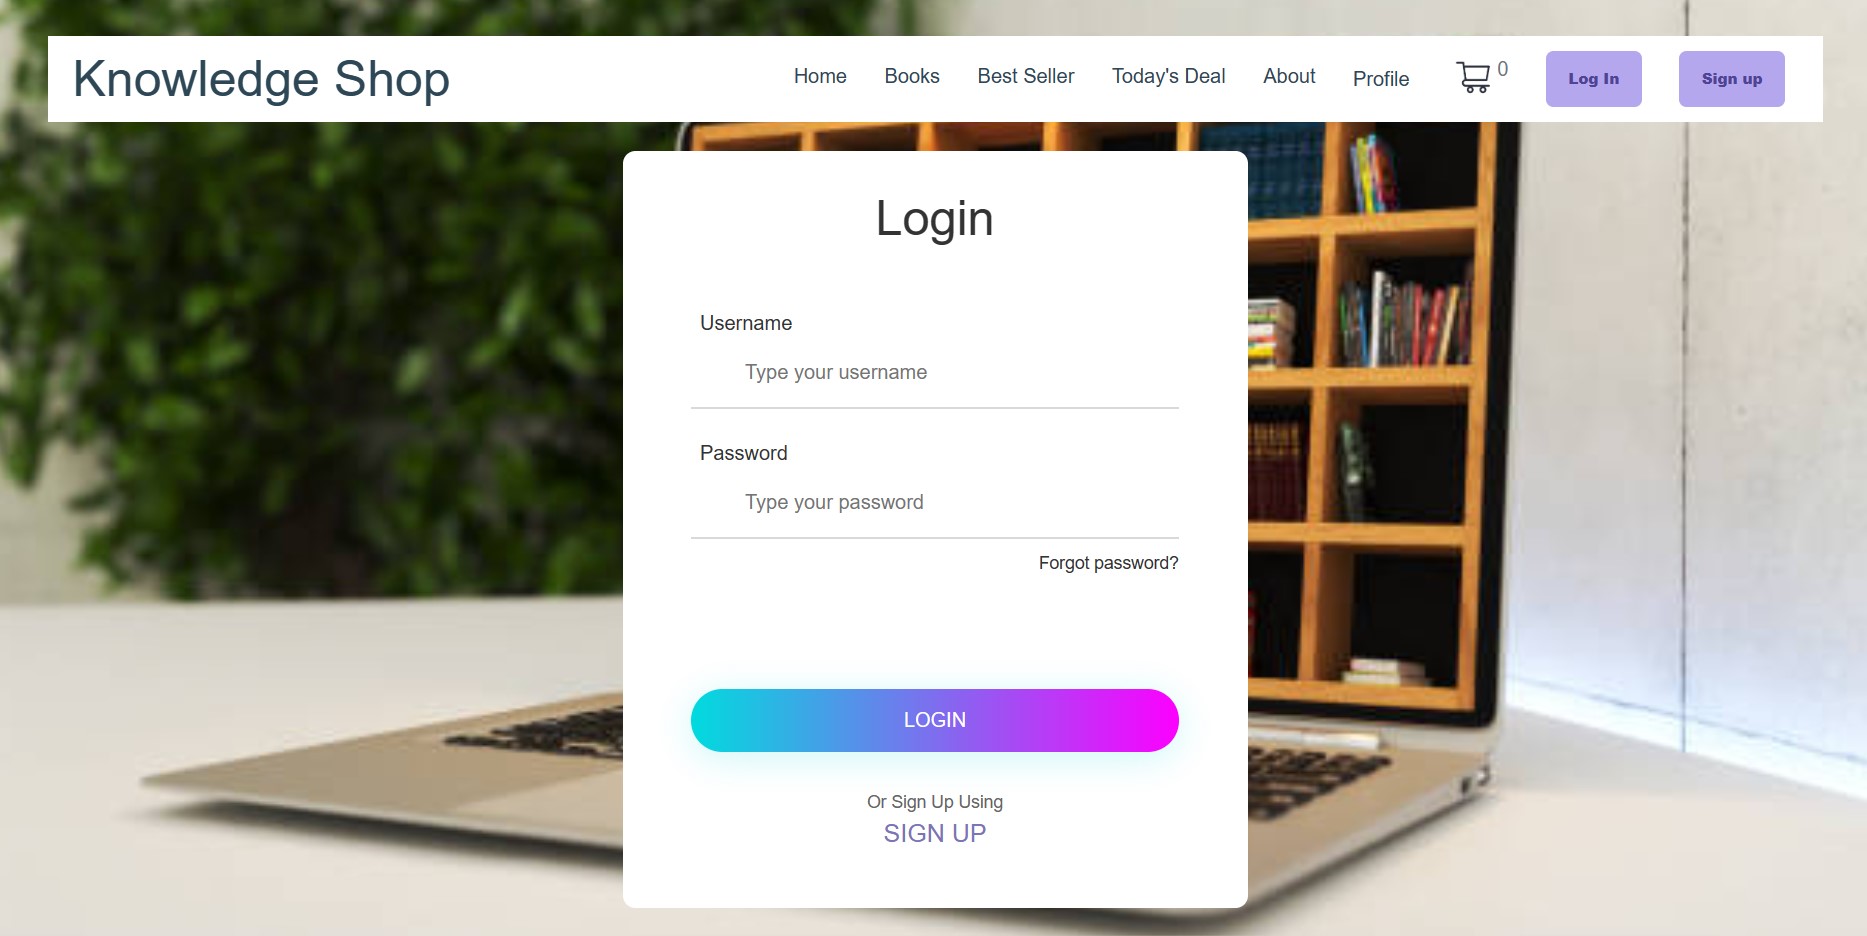 Knowledge Shop Home Books Best Seller Today's Deal About Profile 0 Log In Sign up
Login
Username
Type your username
Password
Type your password
Forgot password?
LOGIN
Or Sign Up Using
SIGN UP